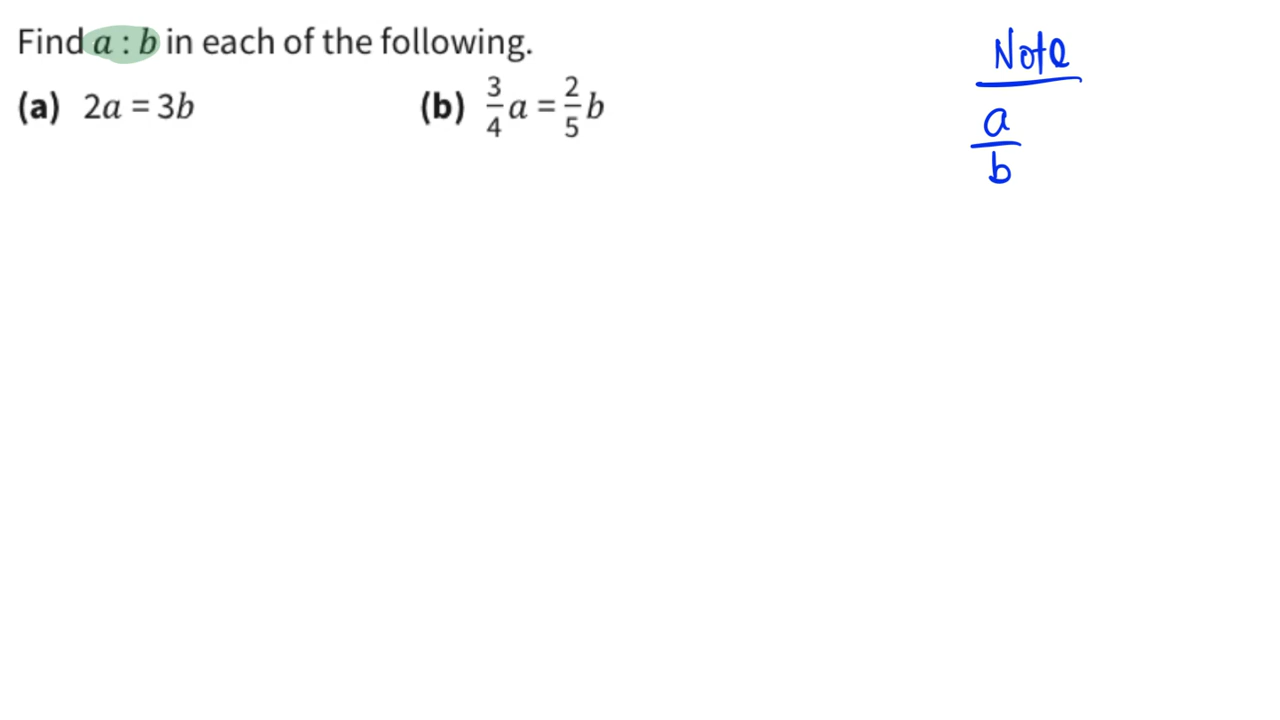 Find a : b in each of the following.
(a) 2a = 3b (b) 3/4 a = 2/5 b
Note
a
b